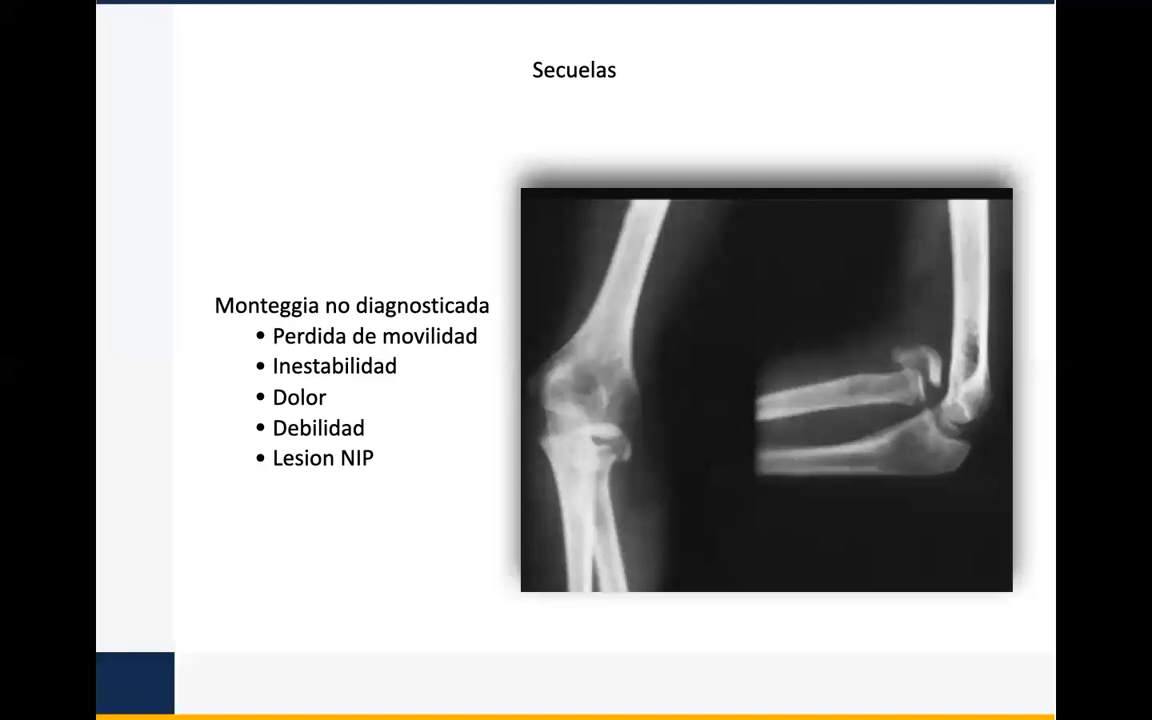 Secuelas
Monteggia no diagnosticada
• Perdida de movilidad
• Inestabilidad
• Dolor
• Debilidad
• Lesion NIP